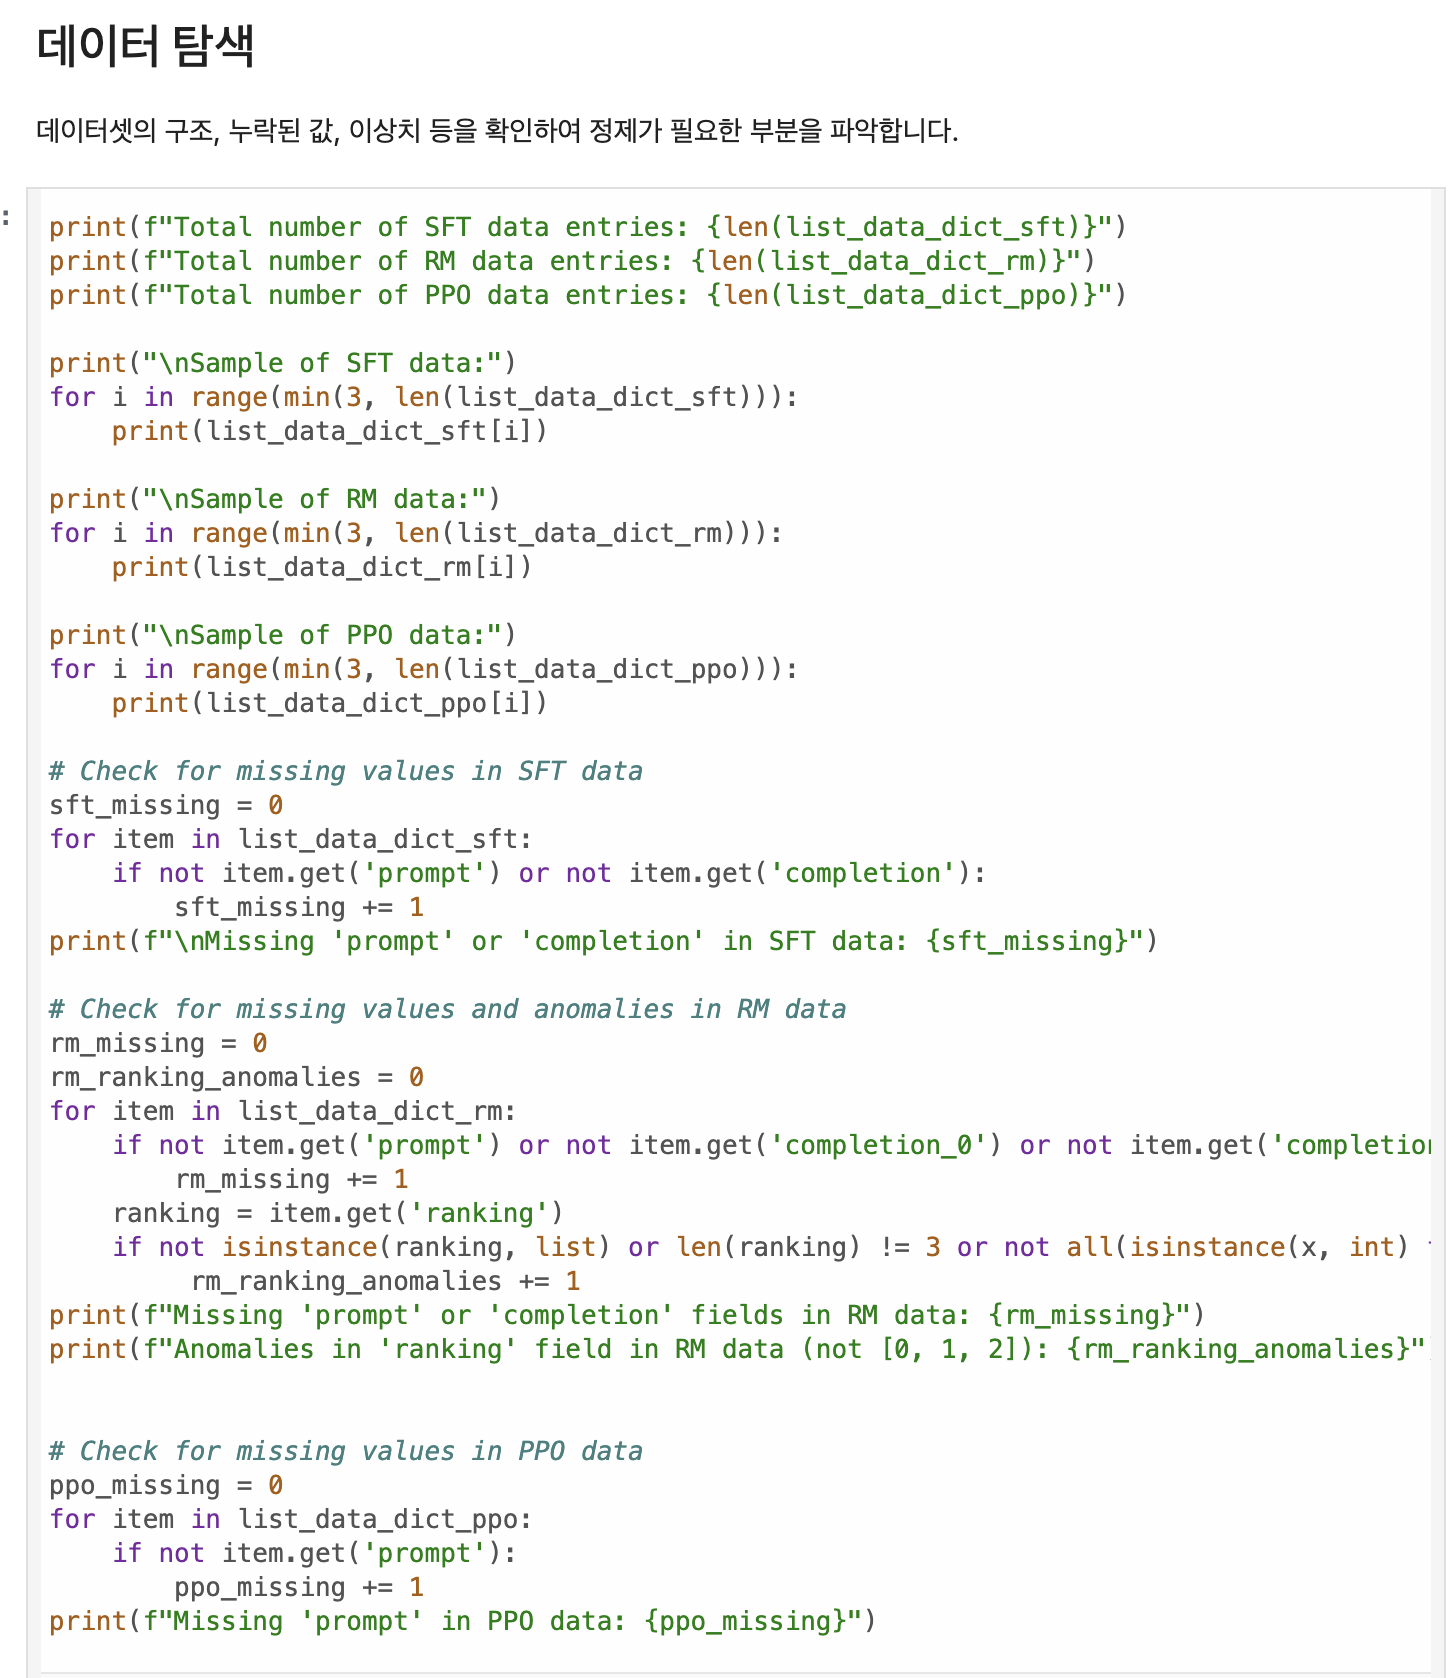 데이터 탐색
데이터셋의 구조, 누락된 값, 이상치 등을 확인하여 정제가 필요한 부분을 파악합니다.
:
print(f"Total number of SFT data entries: {len(list_data_dict_sft)}")
print(f"Total number of RM data entries: {len(list_data_dict_rm)}")
print(f"Total number of PPO data entries: {len(list_data_dict_ppo)}")

print("\nSample of SFT data:")
for i in range(min(3, len(list_data_dict_sft))):
    print(list_data_dict_sft[i])

print("\nSample of RM data:")
for i in range(min(3, len(list_data_dict_rm))):
    print(list_data_dict_rm[i])

print("\nSample of PPO data:")
for i in range(min(3, len(list_data_dict_ppo))):
    print(list_data_dict_ppo[i])

# Check for missing values in SFT data
sft_missing = 0
for item in list_data_dict_sft:
    if not item.get('prompt') or not item.get('completion'):
        sft_missing += 1
print(f"\nMissing 'prompt' or 'completion' in SFT data: {sft_missing}")

# Check for missing values and anomalies in RM data
rm_missing = 0
rm_ranking_anomalies = 0
for item in list_data_dict_rm:
    if not item.get('prompt') or not item.get('completion_0') or not item.get('completion
        rm_missing += 1
    ranking = item.get('ranking')
    if not isinstance(ranking, list) or len(ranking) != 3 or not all(isinstance(x, int)
         rm_ranking_anomalies += 1
print(f"Missing 'prompt' or 'completion' fields in RM data: {rm_missing}")
print(f"Anomalies in 'ranking' field in RM data (not [0, 1, 2]): {rm_ranking_anomalies}"

# Check for missing values in PPO data
ppo_missing = 0
for item in list_data_dict_ppo:
    if not item.get('prompt'):
        ppo_missing += 1
print(f"Missing 'prompt' in PPO data: {ppo_missing}")